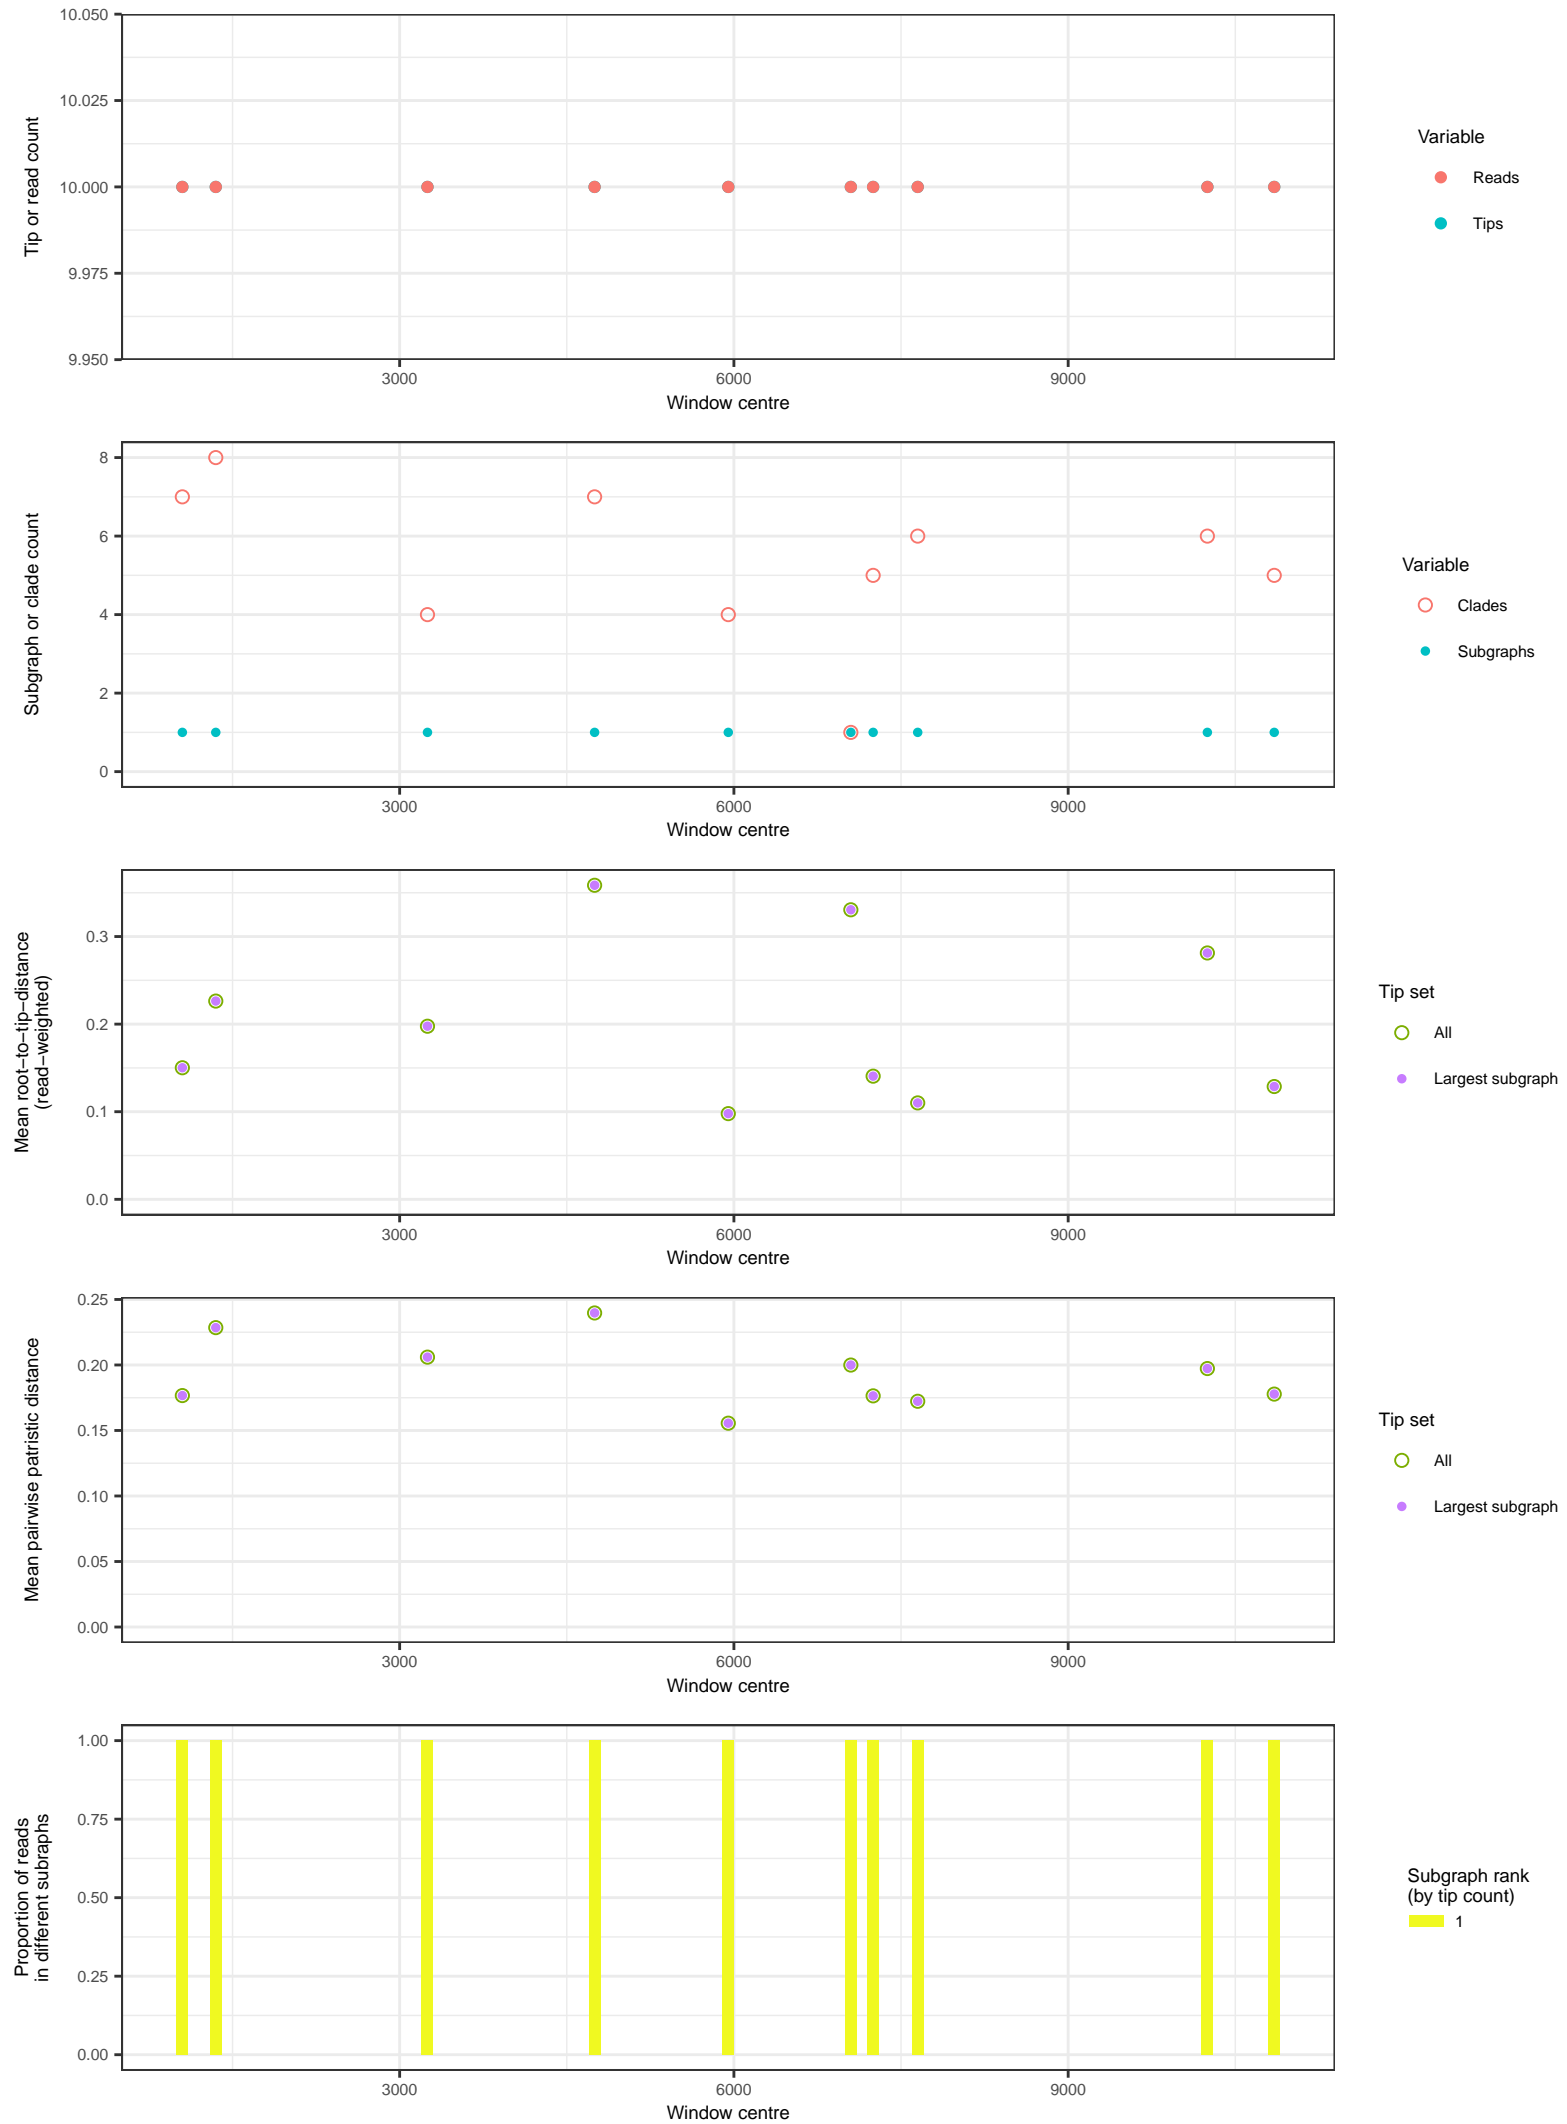 10.050
10.025
10.000
9.975
9.950
Tip or read count
3000 6000 9000
Window centre
Variable
Reads
Tips
8
6
4
2
0
Subgraph or clade count
3000 6000 9000
Window centre
Variable
Clades
Subgraphs
0.3
0.2
0.1
0.0
Mean root−to−tip−distance
(read−weighted)
3000 6000 9000
Window centre
Tip set
All
Largest subgraph
0.25
0.20
0.15
0.10
0.05
0.00
Mean pairwise patristic distance
3000 6000 9000
Window centre
Tip set
All
Largest subgraph
1.00
0.75
0.50
0.25
0.00
Proportion of reads
in different subraphs
3000 6000 9000
Window centre
Subgraph rank
(by tip count)
1